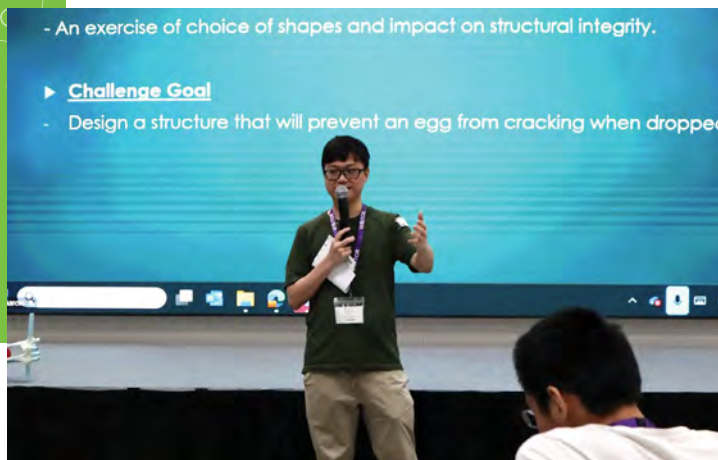 - An exercise of choice of shapes and impact on structural integrity.
Challenge Goal
- Design a structure that will prevent an egg from cracking when dropped